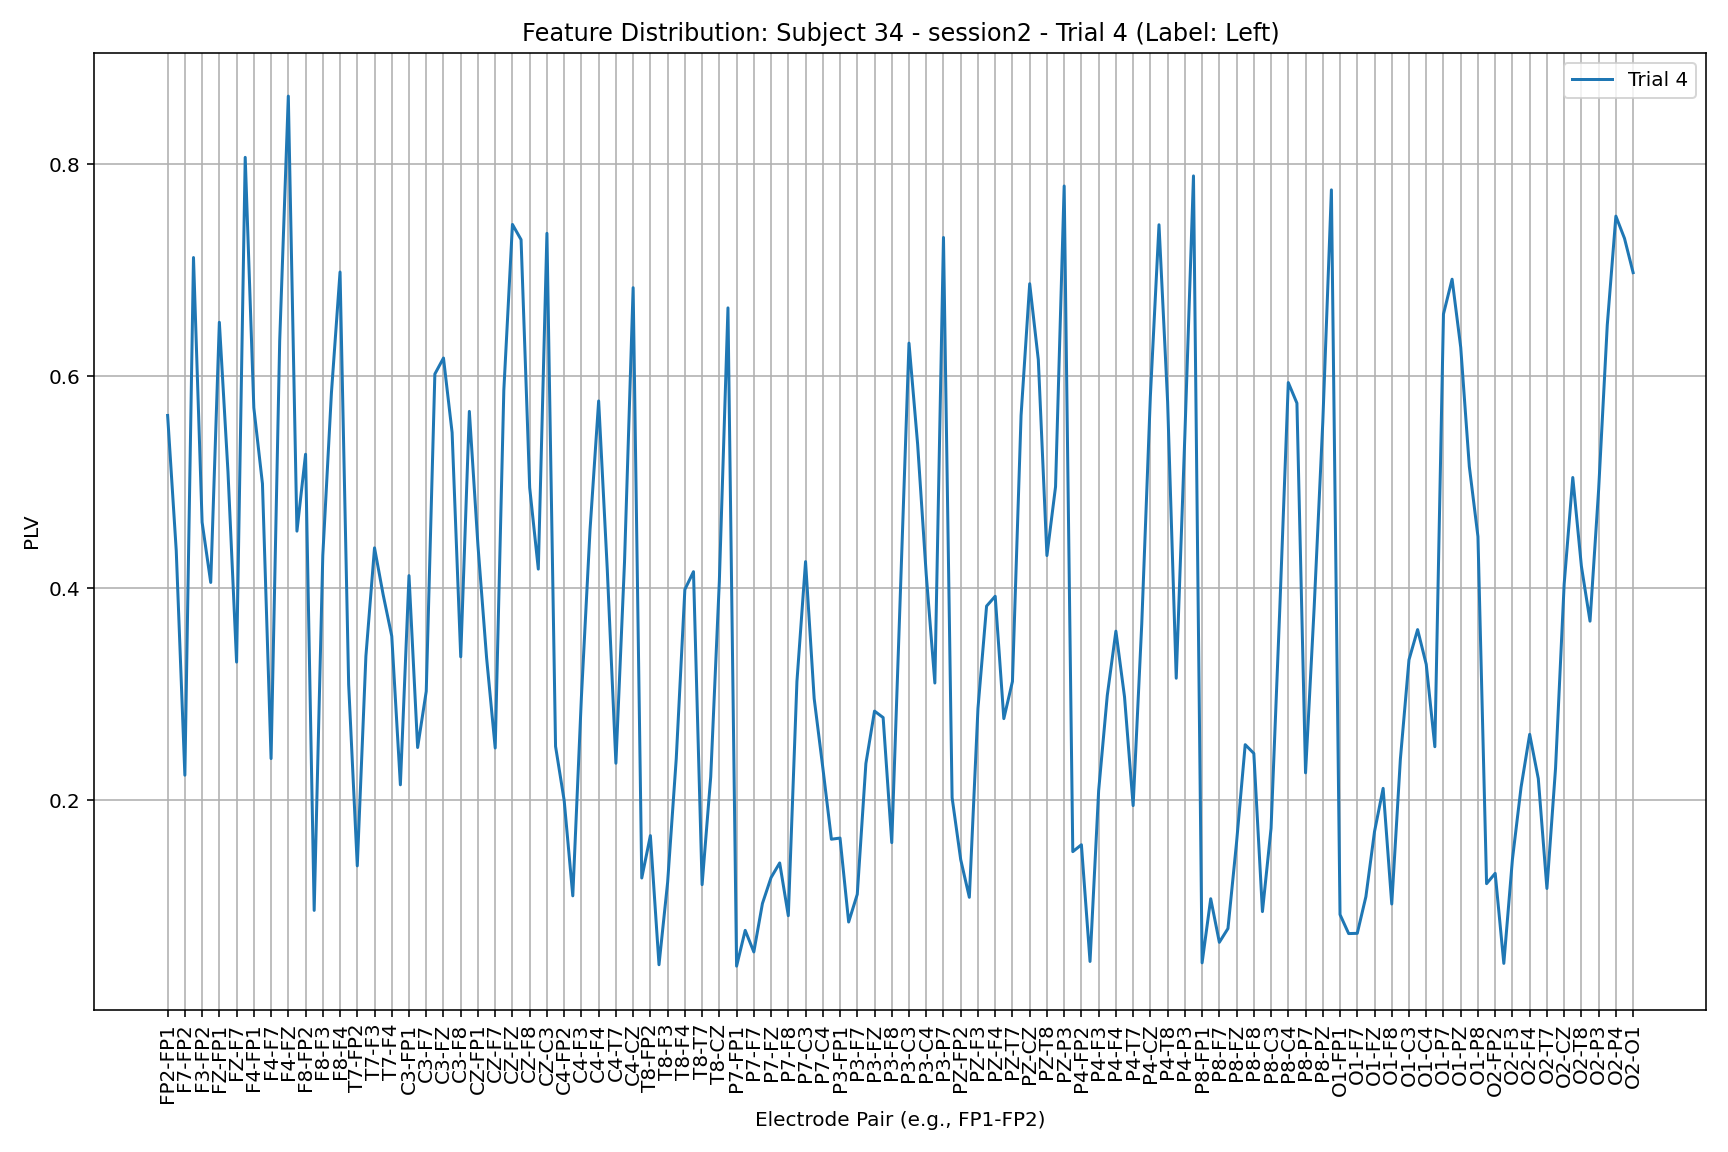 Feature Distribution: Subject 34 - session2 - Trial 4 (Label: Left)
Trial 4
PLV
0.8
0.6
0.4
0.2
FP2-FP1
F7-FP2
F3-FP2
FZ-FP1
FZ-F7
F4-FP1
F4-F7
F4-FZ
F8-FP2
F8-F3
F8-F4
T7-FP2
T7-F3
T7-F4
C3-FP1
C3-F7
C3-FZ
C3-F8
CZ-FP1
CZ-F7
CZ-FZ
CZ-F8
CZ-C3
C4-FP2
C4-F3
C4-F4
C4-T7
C4-CZ
T8-FP2
T8-F3
T8-F4
T8-T7
T8-CZ
P7-FP1
P7-F7
P7-FZ
P7-F8
P7-C3
P7-C4
P3-FP1
P3-F7
P3-FZ
P3-F8
P3-C3
P3-C4
P3-P7
PZ-FP2
PZ-F3
PZ-F4
PZ-T7
PZ-CZ
PZ-T8
PZ-P3
P4-FP2
P4-F3
P4-F4
P4-T7
P4-CZ
P4-T8
P4-P3
P8-FP1
P8-F7
P8-FZ
P8-F8
P8-C3
P8-C4
P8-P7
P8-PZ
O1-FP1
O1-F7
O1-FZ
O1-F8
O1-C3
O1-C4
O1-P7
O1-PZ
O1-P8
O2-FP2
O2-F3
O2-F4
O2-T7
O2-CZ
O2-T8
O2-P3
O2-P4
O2-O1
Electrode Pair (e.g., FP1-FP2)